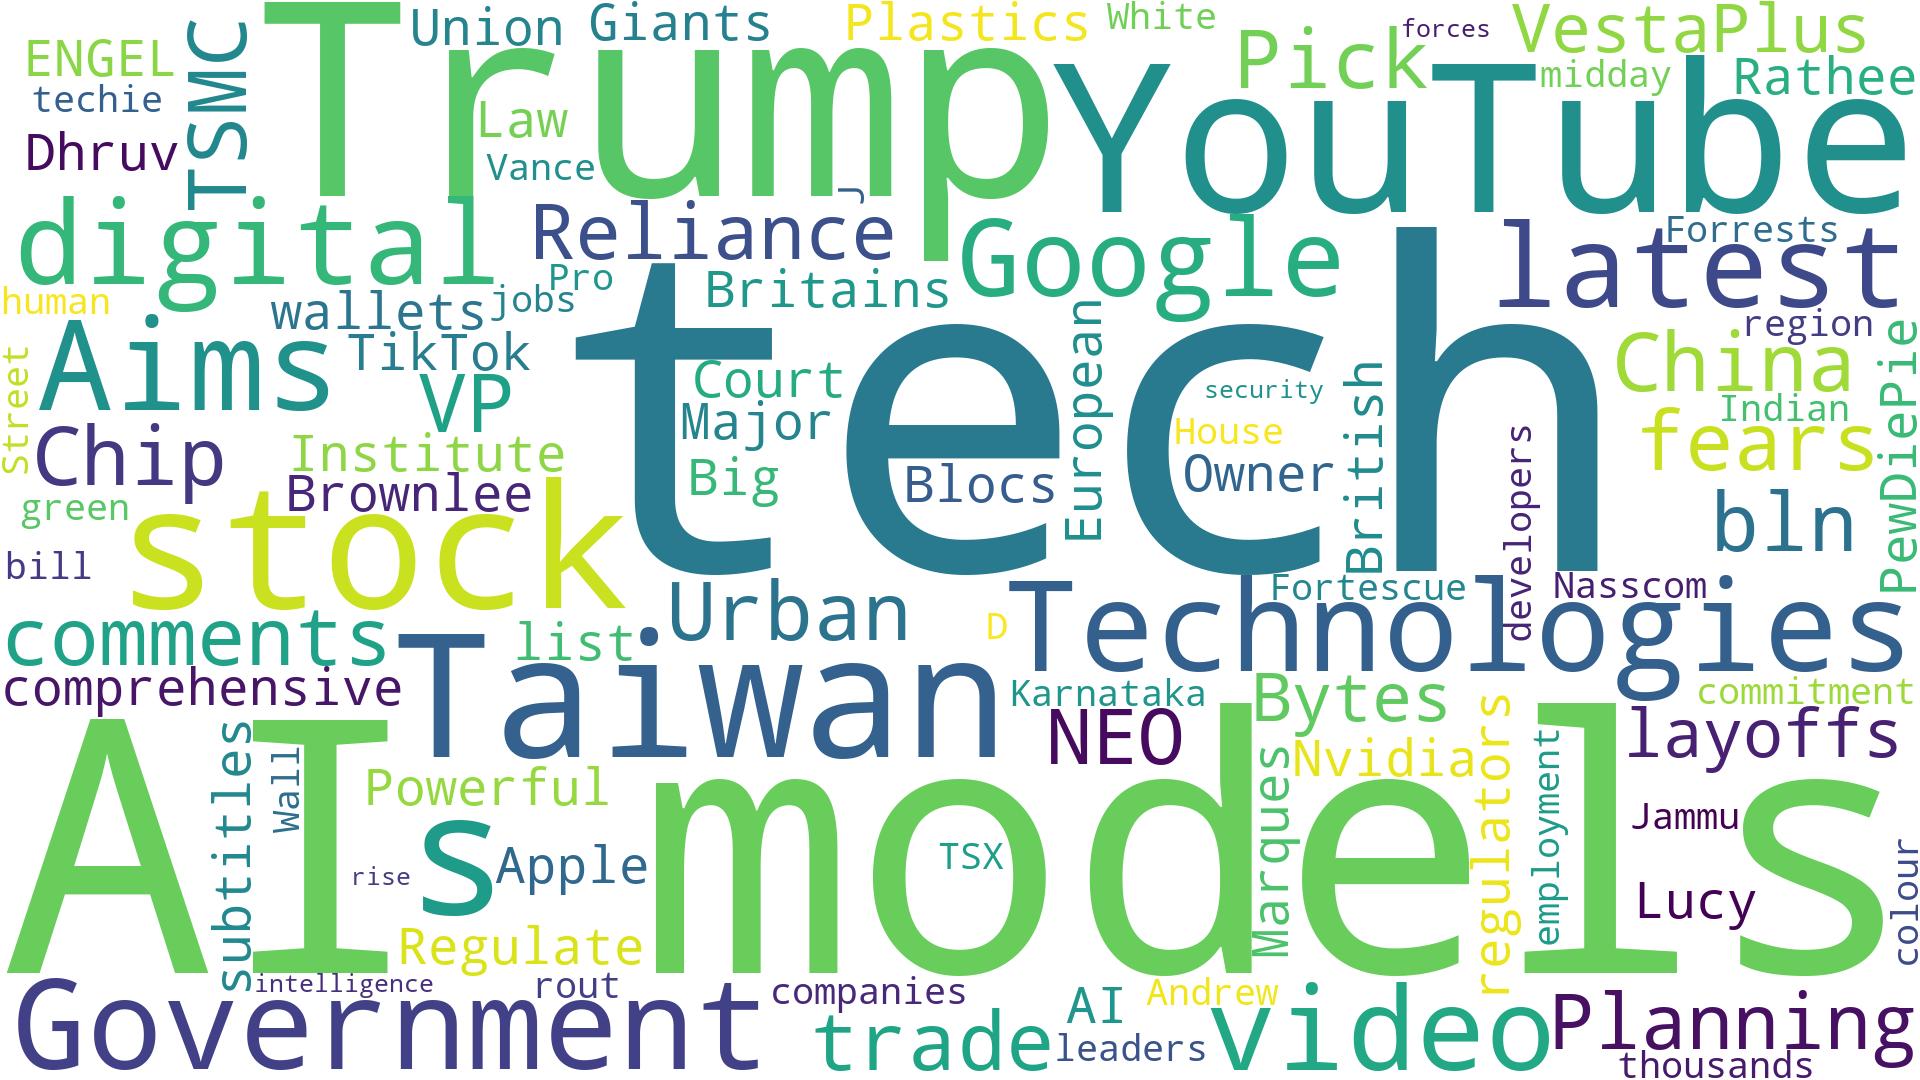 Trump
YouTube
Union
Giants
Plastics
White
Pick
forces
VestaPlus
midday
Rathee
ENGEL
techie
Dhruv
TSMC
Law
Vance
J
digital
Reliance
Google
latest
Forrests
human
wallets
jobs
Pro
Britains
European
region
Aims
TikTok
VP
tech
Court
Major
Big
security
House
Owner
Blocs
British
China
Indian
fears
PewDiePie
Street
Chip
Institute
Brownlee
green
stock
bill
developers
bln
comments
list
Urban
D
Technologies
Fortescue
Nasscom
comprehensive
Taiwan
Karnataka
NEO
Bytes
commitment
layoffs
AI models
subtitles
Wall
Powerful
s
Apple
rise
TSX
Marques
Nvidia
regulators
employment
Jammu
Lucy
colour
Regulate
intelligence
rout
companies
AI
Andrew
Government
trade
leaders
video
Planning
thousands